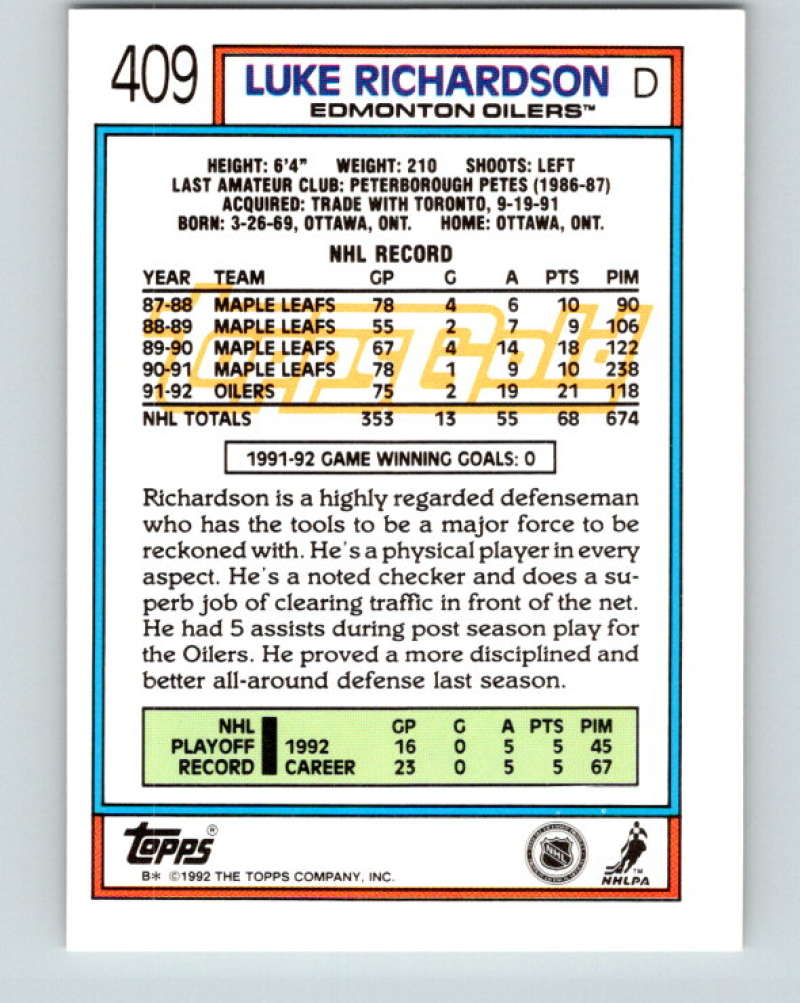 409 LUKE RICHARDSON D
EDMONTON OILERS™
HEIGHT: 6'4" WEIGHT: 210 SHOOTS: LEFT
LAST AMATEUR CLUB: PETERBOROUGH PETES (1986-87)
ACQUIRED: TRADE WITH TORONTO, 9-19-91
BORN: 3-26-69, OTTAWA, ONT. HOME: OTTAWA, ONT.
NHL RECORD
YEAR TEAM GP G A PTS PIM
87-88 MAPLE LEAFS 78 4 6 10 90
88-89 MAPLE LEAFS 55 2 7 9 106
89-90 MAPLE LEAFS 67 4 14 18 122
90-91 MAPLE LEAFS 78 1 9 10 238
91-92 OILERS 75 2 19 21 118
NHL TOTALS 353 13 55 68 674
ToppsGold
1991-92 GAME WINNING GOALS: 0
Richardson is a highly regarded defenseman
who has the tools to be a major force to be
reckoned with. He's a physical player in every
aspect. He's a noted checker and does a su-
perb job of clearing traffic in front of the net.
He had 5 assists during post season play for
the Oilers. He proved a more disciplined and
better all-around defense last season.
NHL GP G A PTS PIM
PLAYOFF 1992 16 0 5 5 45
RECORD CAREER 23 0 5 5 67
TOPPS®
B* ©1992 THE TOPPS COMPANY, INC.
NHL
NHLPA™